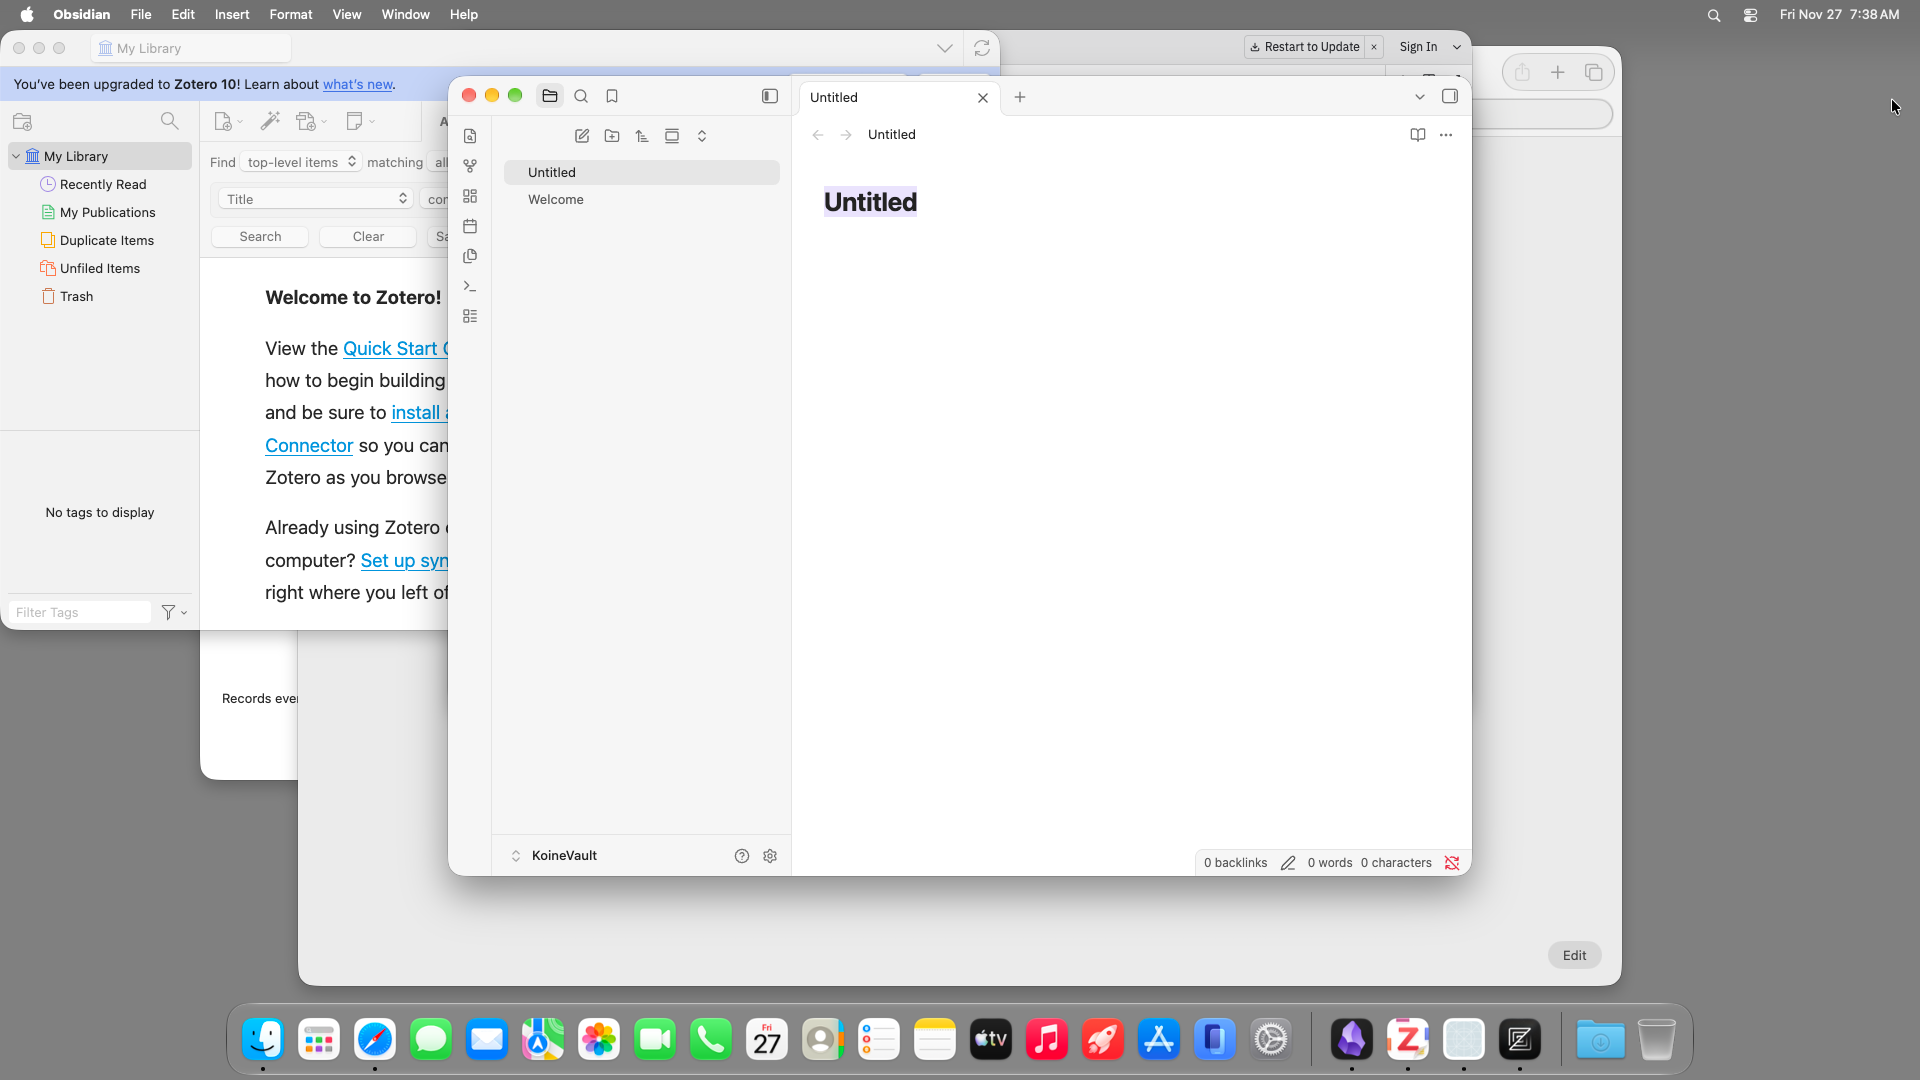 Obsidian File Edit Insert Format View Window Help
Fri Nov 27 7:38 AM
My Library
Restart to Update
Sign In
You've been upgraded to Zotero 10! Learn about what's new.
My Library
Recently Read
My Publications
Duplicate Items
Unfiled Items
Trash
No tags to display
Filter Tags
Find top-level items matching all
Title
Search Clear
Welcome to Zotero!
View the Quick Start
how to begin building
and be sure to install a
Connector so you can
Zotero as you browse
Already using Zotero
computer? Set up syn
right where you left of
Records ever
Untitled
Welcome
KoineVault
Untitled
Untitled
Untitled
0 backlinks 0 words 0 characters
Edit
Fri
27
tv